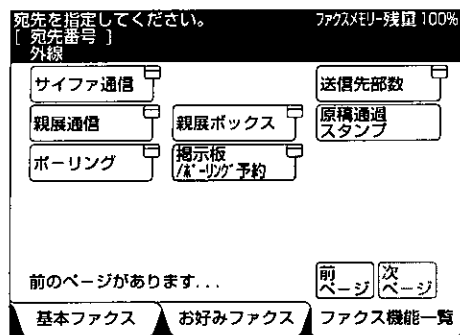 宛先を指定してください。 ファクスメモリー残量 100%
[ 宛先番号 ]
外線
サイファ通信 送信先部数
親展通信 親展ボックス 原稿通過
スタンプ
ポーリング 掲示板
/ポーリング予約
前のページがあります...
前
ページ
次
ページ
基本ファクス お好みファクス ファクス機能一覧